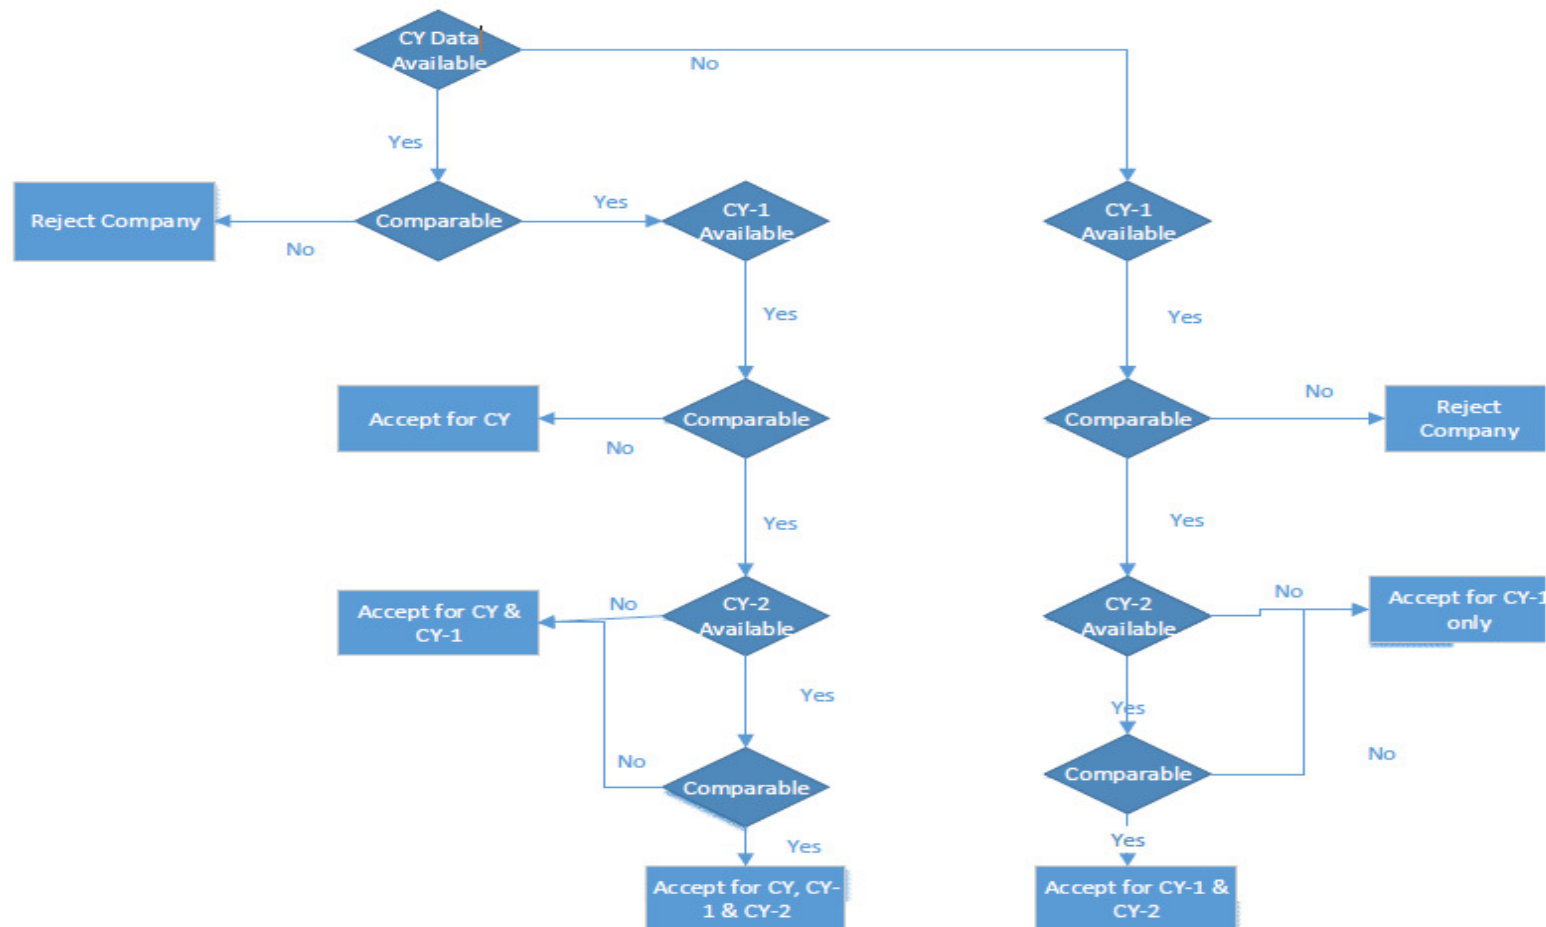 CY Data
Available
No
Yes
Reject Company
No
Comparable
Yes
CY-1
Available
CY-1
Available
Yes
Yes
Accept for CY
No
Comparable
Comparable
No
Reject
Company
Yes
Yes
Accept for CY &
CY-1
No
CY-2
Available
CY-2
Available
No
Accept for CY-1
only
Yes
Yes
No
Comparable
Comparable
No
Yes
Yes
Accept for CY, CY-
1 & CY-2
Accept for CY-1 &
CY-2